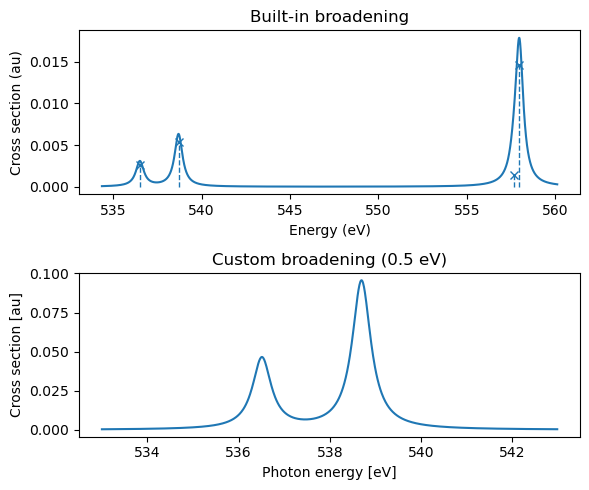 Built-in broadening
Cross section (au)
0.015
0.010
0.005
0.000
535 540 545 550 555 560
Energy (eV)
Custom broadening (0.5 eV)
Cross section [au]
0.100
0.075
0.050
0.025
0.000
534 536 538 540 542
Photon energy [eV]